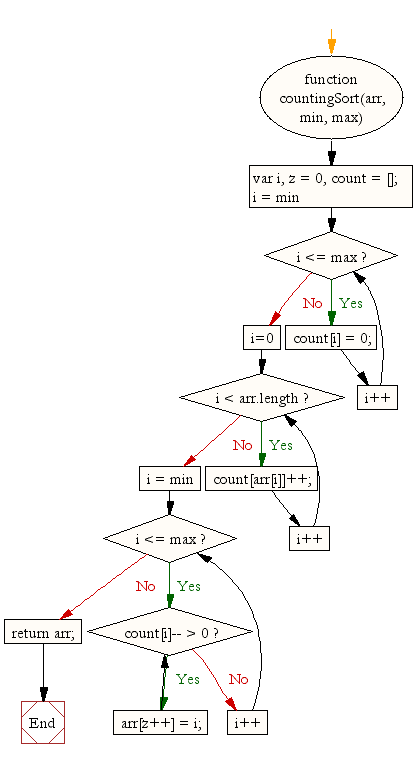 function
countingSort(arr,
min, max)
var i, z = 0, count = [];
i = min
i <= max ?
No
Yes
i=0
count[i] = 0;
i < arr.length ?
i++
No
Yes
i = min
count[arr[i]]++;
i <= max ?
i++
No
Yes
return arr;
count[i]-- > 0 ?
Yes
No
End
arr[z++] = i;
i++